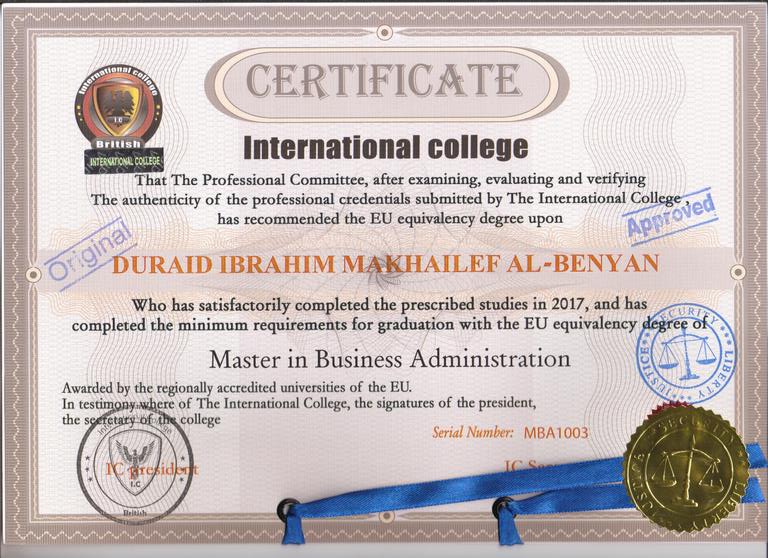 International college
British
INTERNATIONAL COLLEGE
I.C
CERTIFICATE
International college
That The Professional Committee, after examining, evaluating and verifying
The authenticity of the professional credentials submitted by The International College,
has recommended the EU equivalency degree upon
Original
Approved
DURAID IBRAHIM MAKHAILEF AL-BENYAN
Who has satisfactorily completed the prescribed studies in 2017, and has
completed the minimum requirements for graduation with the EU equivalency degree of
SECURITY
JUSTICE
LIBERTY
Master in Business Administration
Awarded by the regionally accredited universities of the EU.
In testimony where of The International College, the signatures of the president,
the secretary of the college
Serial Number: MBA1003
IC president
IC
I.C
British
SECURITY
LIBERTY